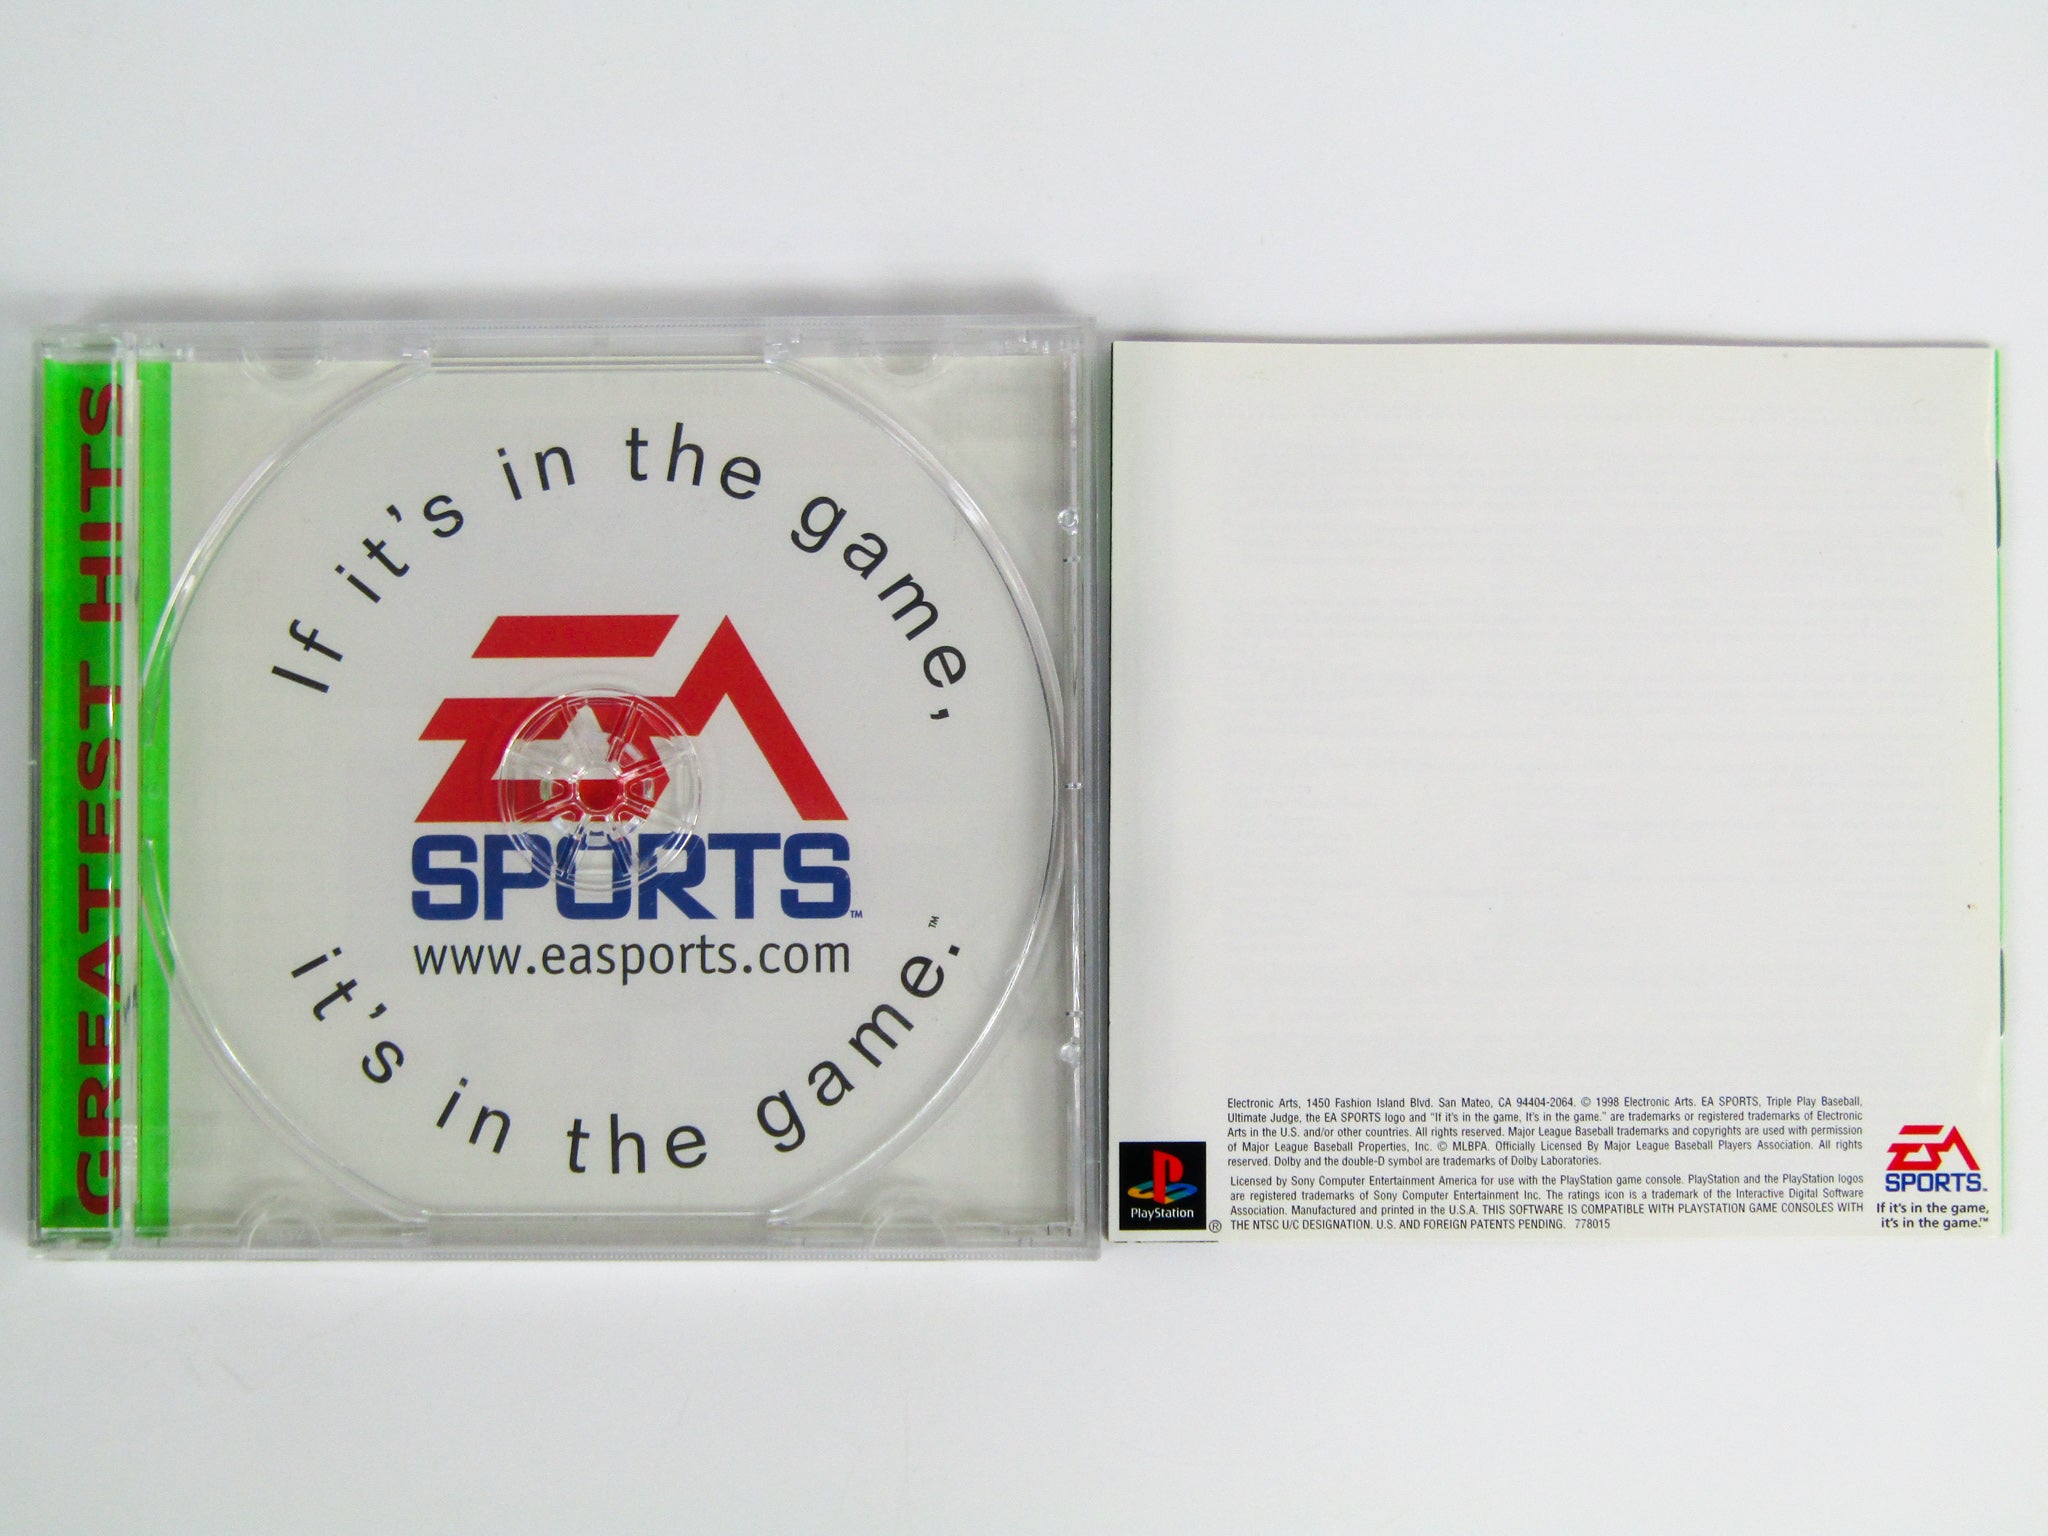 GREATEST HITS
If it's in the game,
EA
SPORTS™
www.easports.com
it's in the game.™
Electronic Arts, 1450 Fashion Island Blvd. San Mateo, CA 94404-2064. © 1998 Electronic Arts. EA SPORTS, Triple Play Baseball,
Ultimate Judge, the EA SPORTS logo and "If it's in the game, It's in the game." are trademarks or registered trademarks of Electronic
Arts in the U.S. and/or other countries. All rights reserved. Major League Baseball trademarks and copyrights are used with permission
of Major League Baseball Properties, Inc. © MLBPA. Officially Licensed By Major League Baseball Players Association. All rights
reserved. Dolby and the double-D symbol are trademarks of Dolby Laboratories.
Licensed by Sony Computer Entertainment America for use with the PlayStation game console. PlayStation and the PlayStation logos
are registered trademarks of Sony Computer Entertainment Inc. The ratings icon is a trademark of the Interactive Digital Software
Association. Manufactured and printed in the U.S.A. THIS SOFTWARE IS COMPATIBLE WITH PLAYSTATION GAME CONSOLES WITH
THE NTSC U/C DESIGNATION. U.S. AND FOREIGN PATENTS PENDING. 778015
PlayStation
®
EA
SPORTS™
If it's in the game,
it's in the game.™